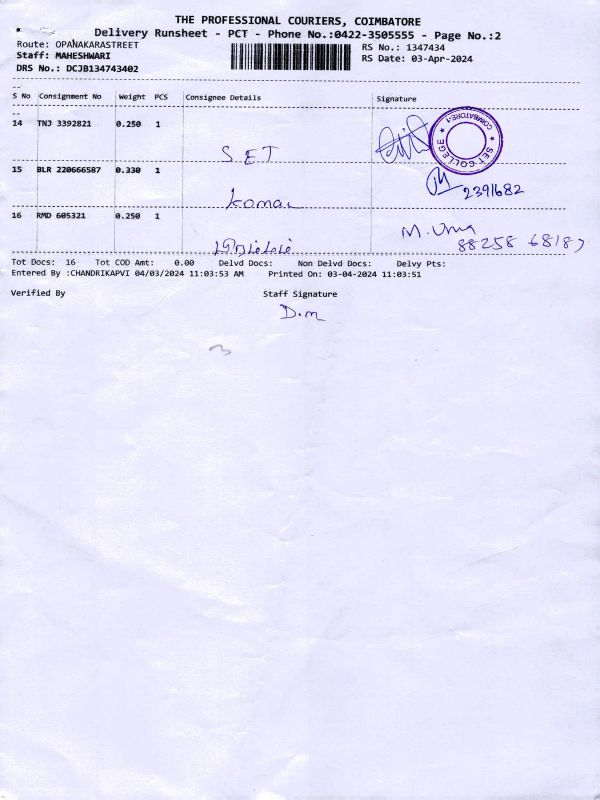 THE PROFESSIONAL COURIERS, COIMBATORE
Delivery Runsheet - PCT - Phone No.:0422-3505555 - Page No.:2
Route: OPANAKARASTREET
RS No.: 1347434
Staff: MAHESHWARI
RS Date: 03-Apr-2024
DRS No.: DCJB134743402
S No Consignment No Weight PCS Consignee Details Signature
14 TNJ 3392821 0.250 1
SET
SET COLLEGE COIMBATORE-1
15 BLR 220666587 0.330 1
2391682
16 RMD 605321 0.250 1
M. Uma
88258 68187
Tot Docs: 16 Tot COD Amt: 0.00 Delvd Docs: Non Delvd Docs: Delvy Pts:
Entered By :CHANDRIKAPVI 04/03/2024 11:03:53 AM Printed On: 03-04-2024 11:03:51
Verified By Staff Signature
D.m